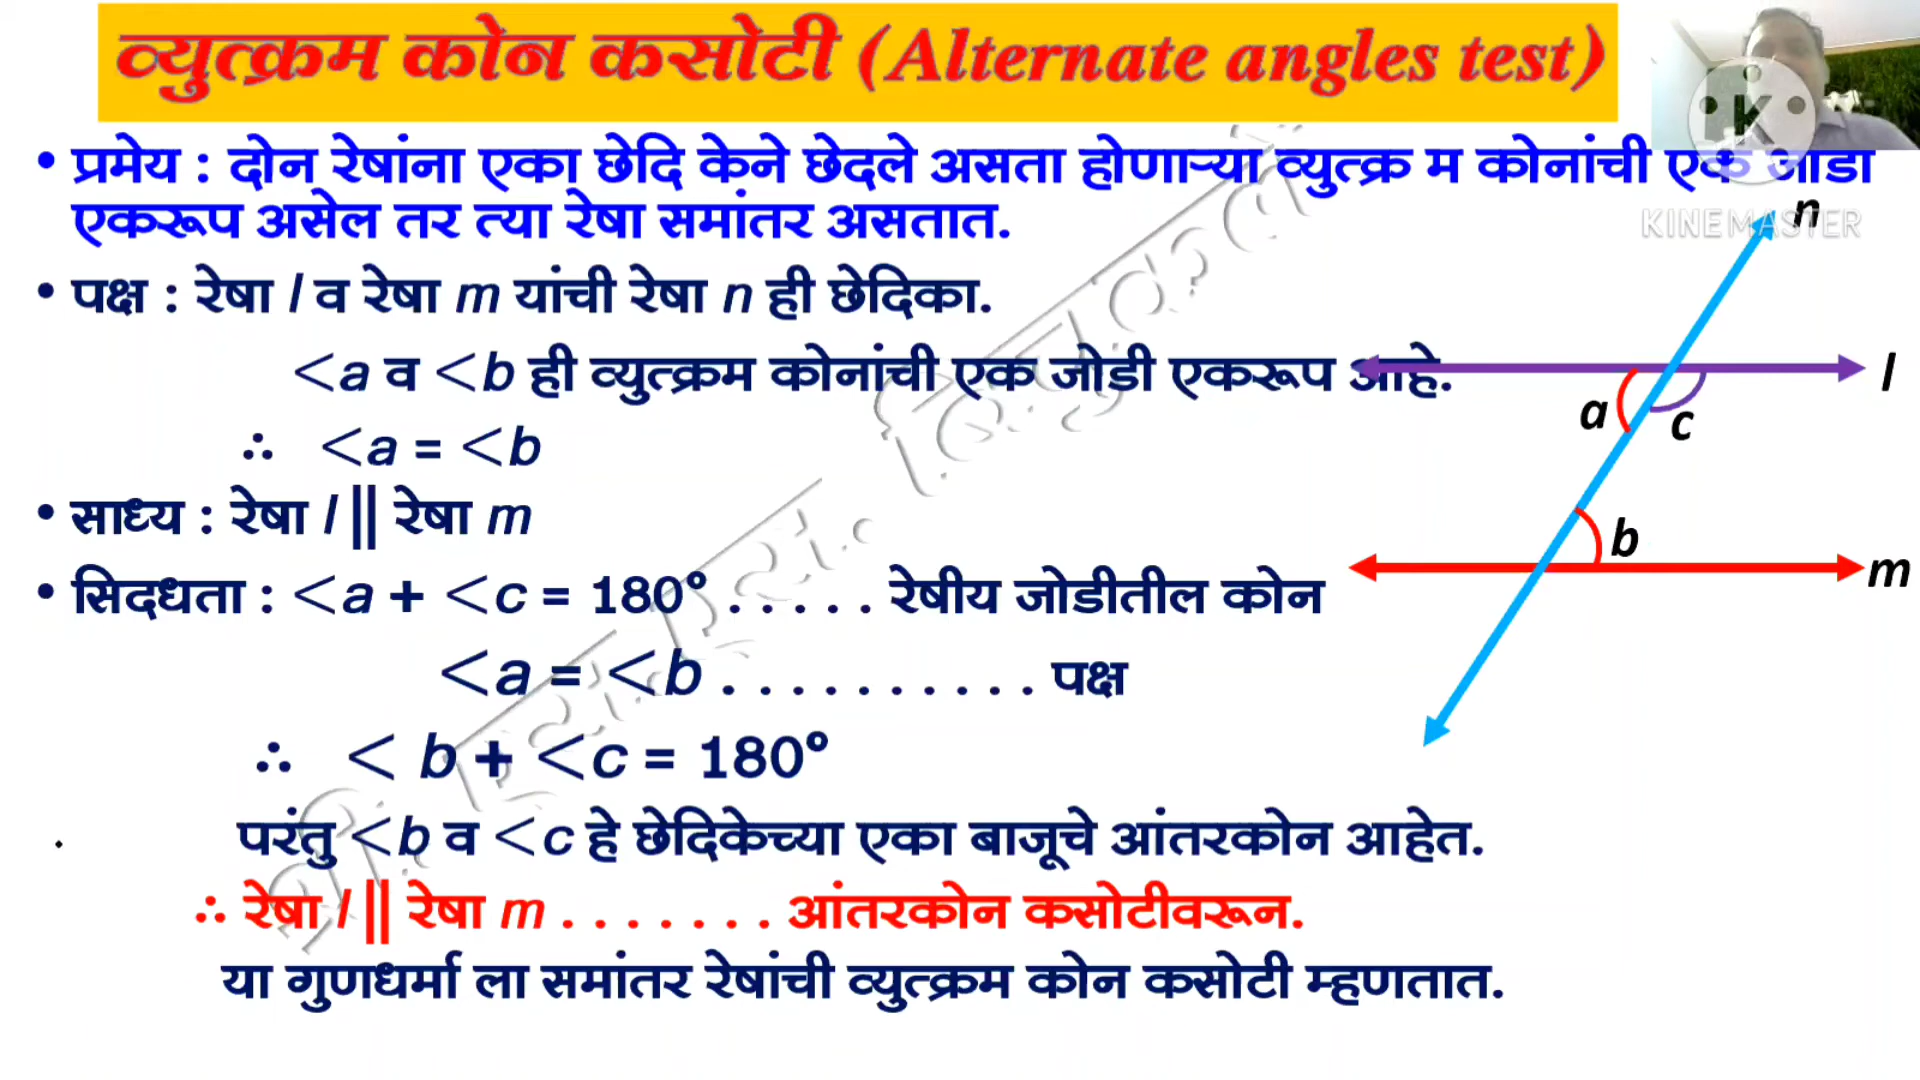 व्युत्क्रम कोन कसोटी (Alternate angles test)
• प्रमेय : दोन रेषांना एका छेदि केने छेदले असता होणाऱ्या व्युत्क्र म कोनांची एक जोडी
एकरूप असेल तर त्या रेषा समांतर असतात.
KINEMASTER
K
n
• पक्ष : रेषा l व रेषा m यांची रेषा n ही छेदिका.
<a व <b ही व्युत्क्रम कोनांची एक जोडी एकरूप आहे.
l
a
c
∴ <a = <b
• साध्य : रेषा l || रेषा m
b
m
• सिदधता : <a + <c = 180° . . . . . रेषीय जोडीतील कोन
<a = <b . . . . . . . . . . पक्ष
∴ < b + <c = 180°
परंतु <b व <c हे छेदिकेच्या एका बाजूचे आंतरकोन आहेत.
∴ रेषा l || रेषा m . . . . . . . आंतरकोन कसोटीवरून.
या गुणधर्मा ला समांतर रेषांची व्युत्क्रम कोन कसोटी म्हणतात.